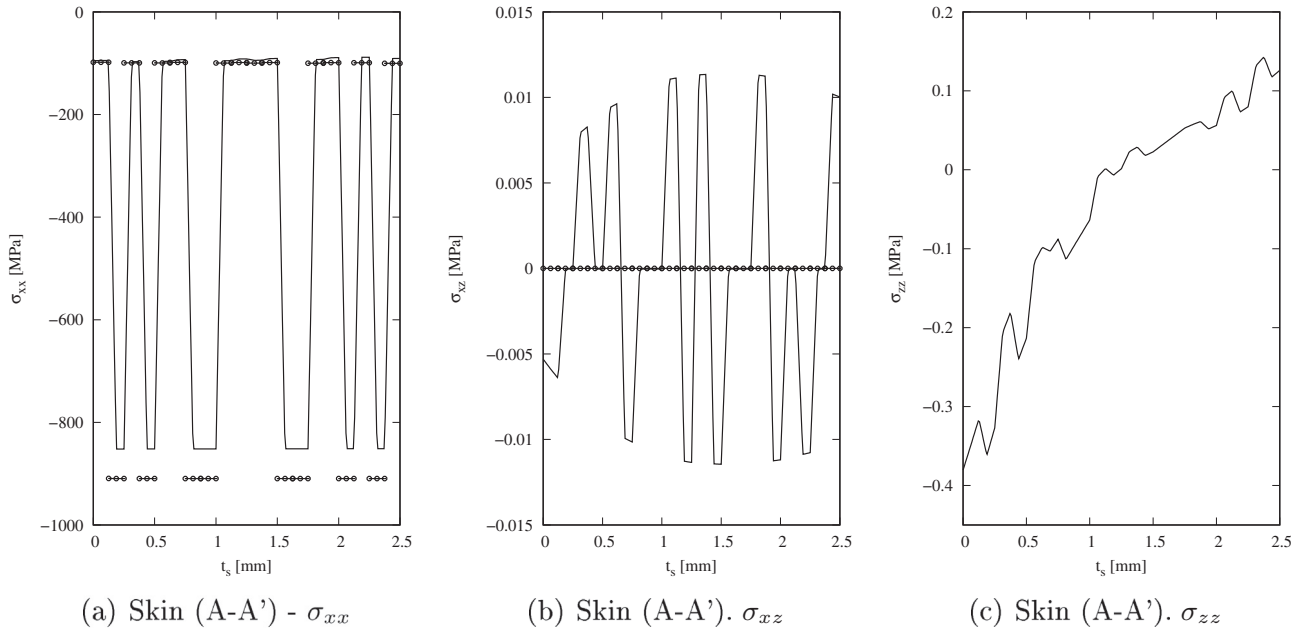 0
−200
−400
−600
−800
−1000
σxx [MPa]
0 0.5 1 1.5 2 2.5
ts [mm]
(a) Skin (A-A') - σxx
0.015
0.01
0.005
0
−0.005
−0.01
−0.015
σxz [MPa]
0 0.5 1 1.5 2 2.5
ts [mm]
(b) Skin (A-A'). σxz
0.2
0.1
0
−0.1
−0.2
−0.3
−0.4
σzz [MPa]
0 0.5 1 1.5 2 2.5
ts [mm]
(c) Skin (A-A'). σzz